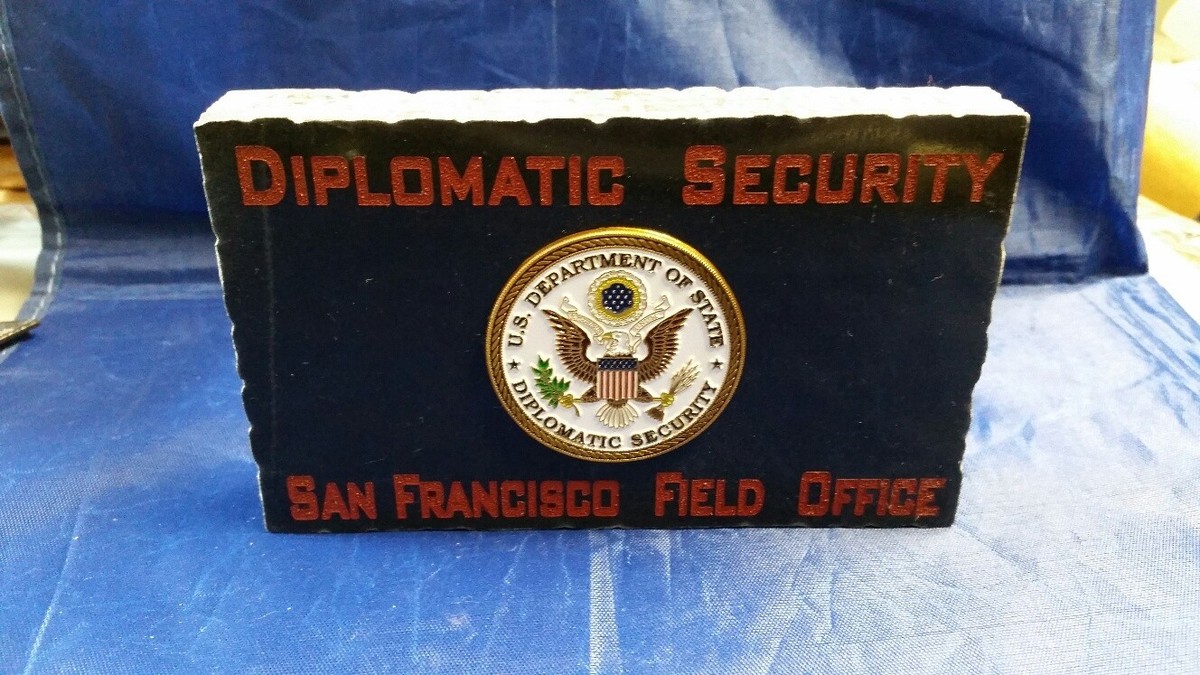 DIPLOMATIC SECURITY
U.S. DEPARTMENT OF STATE
DIPLOMATIC SECURITY
SAN FRANCISCO FIELD OFFICE